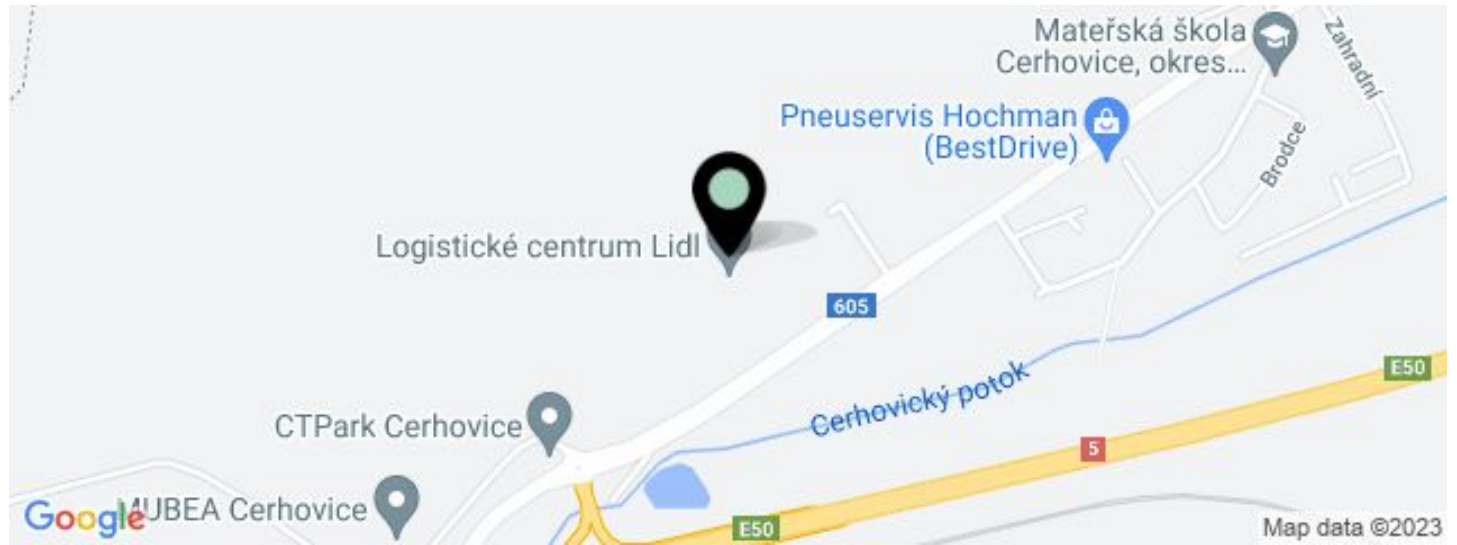 Mateřská škola
Cerhovice, okres...
Zahradní
Pneuservis Hochman
(BestDrive)
Brodce
Logistické centrum Lidl
605
E50
Cerhovický potok
CTPark Cerhovice
5
MUBEA Cerhovice
Google
E50
Map data ©2023